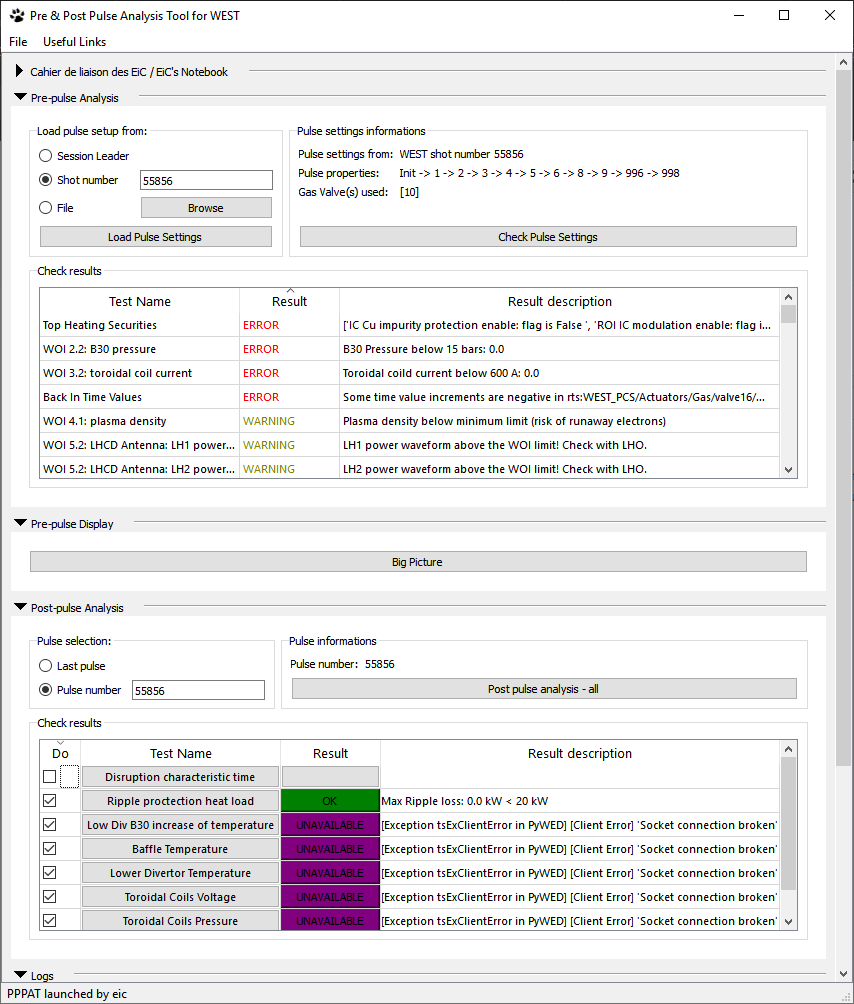 Pre & Post Pulse Analysis Tool for WEST
File Useful Links
Cahier de liaison des EiC / EiC's Notebook
Pre-pulse Analysis
Load pulse setup from:
Session Leader
Shot number 55856
File Browse
Load Pulse Settings
Pulse settings informations
Pulse settings from: WEST shot number 55856
Pulse properties: Init -> 1 -> 2 -> 3 -> 4 -> 5 -> 6 -> 8 -> 9 -> 996 -> 998
Gas Valve(s) used: [10]
Check Pulse Settings
Check results
Test Name Result Result description
Top Heating Securities ERROR ['IC Cu impurity protection enable: flag is False ', 'ROI IC modulation enable: flag i...
WOI 2.2: B30 pressure ERROR B30 Pressure below 15 bars: 0.0
WOI 3.2: toroidal coil current ERROR Toroidal coild current below 600 A: 0.0
Back In Time Values ERROR Some time value increments are negative in rts:WEST_PCS/Actuators/Gas/valve16/...
WOI 4.1: plasma density WARNING Plasma density below minimum limit (risk of runaway electrons)
WOI 5.2: LHCD Antenna: LH1 power... WARNING LH1 power waveform above the WOI limit! Check with LHO.
WOI 5.2: LHCD Antenna: LH2 power... WARNING LH2 power waveform above the WOI limit! Check with LHO.
Pre-pulse Display
Big Picture
Post-pulse Analysis
Pulse selection:
Last pulse
Pulse number 55856
Pulse informations
Pulse number: 55856
Post pulse analysis - all
Check results
Do Test Name Result Result description
Disruption characteristic time
Ripple proctection heat load OK Max Ripple loss: 0.0 kW < 20 kW
Low Div B30 increase of temperature UNAVAILABLE [Exception tsExClientError in PyWED] [Client Error] 'Socket connection broken'
Baffle Temperature UNAVAILABLE [Exception tsExClientError in PyWED] [Client Error] 'Socket connection broken'
Lower Divertor Temperature UNAVAILABLE [Exception tsExClientError in PyWED] [Client Error] 'Socket connection broken'
Toroidal Coils Voltage UNAVAILABLE [Exception tsExClientError in PyWED] [Client Error] 'Socket connection broken'
Toroidal Coils Pressure UNAVAILABLE [Exception tsExClientError in PyWED] [Client Error] 'Socket connection broken'
Logs
PPPAT launched by eic